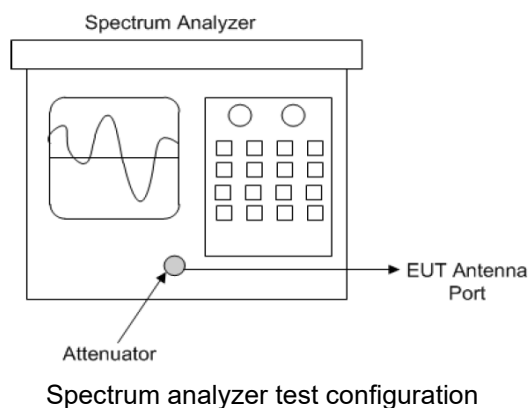 Spectrum Analyzer
EUT Antenna
Port
Attenuator
Spectrum analyzer test configuration